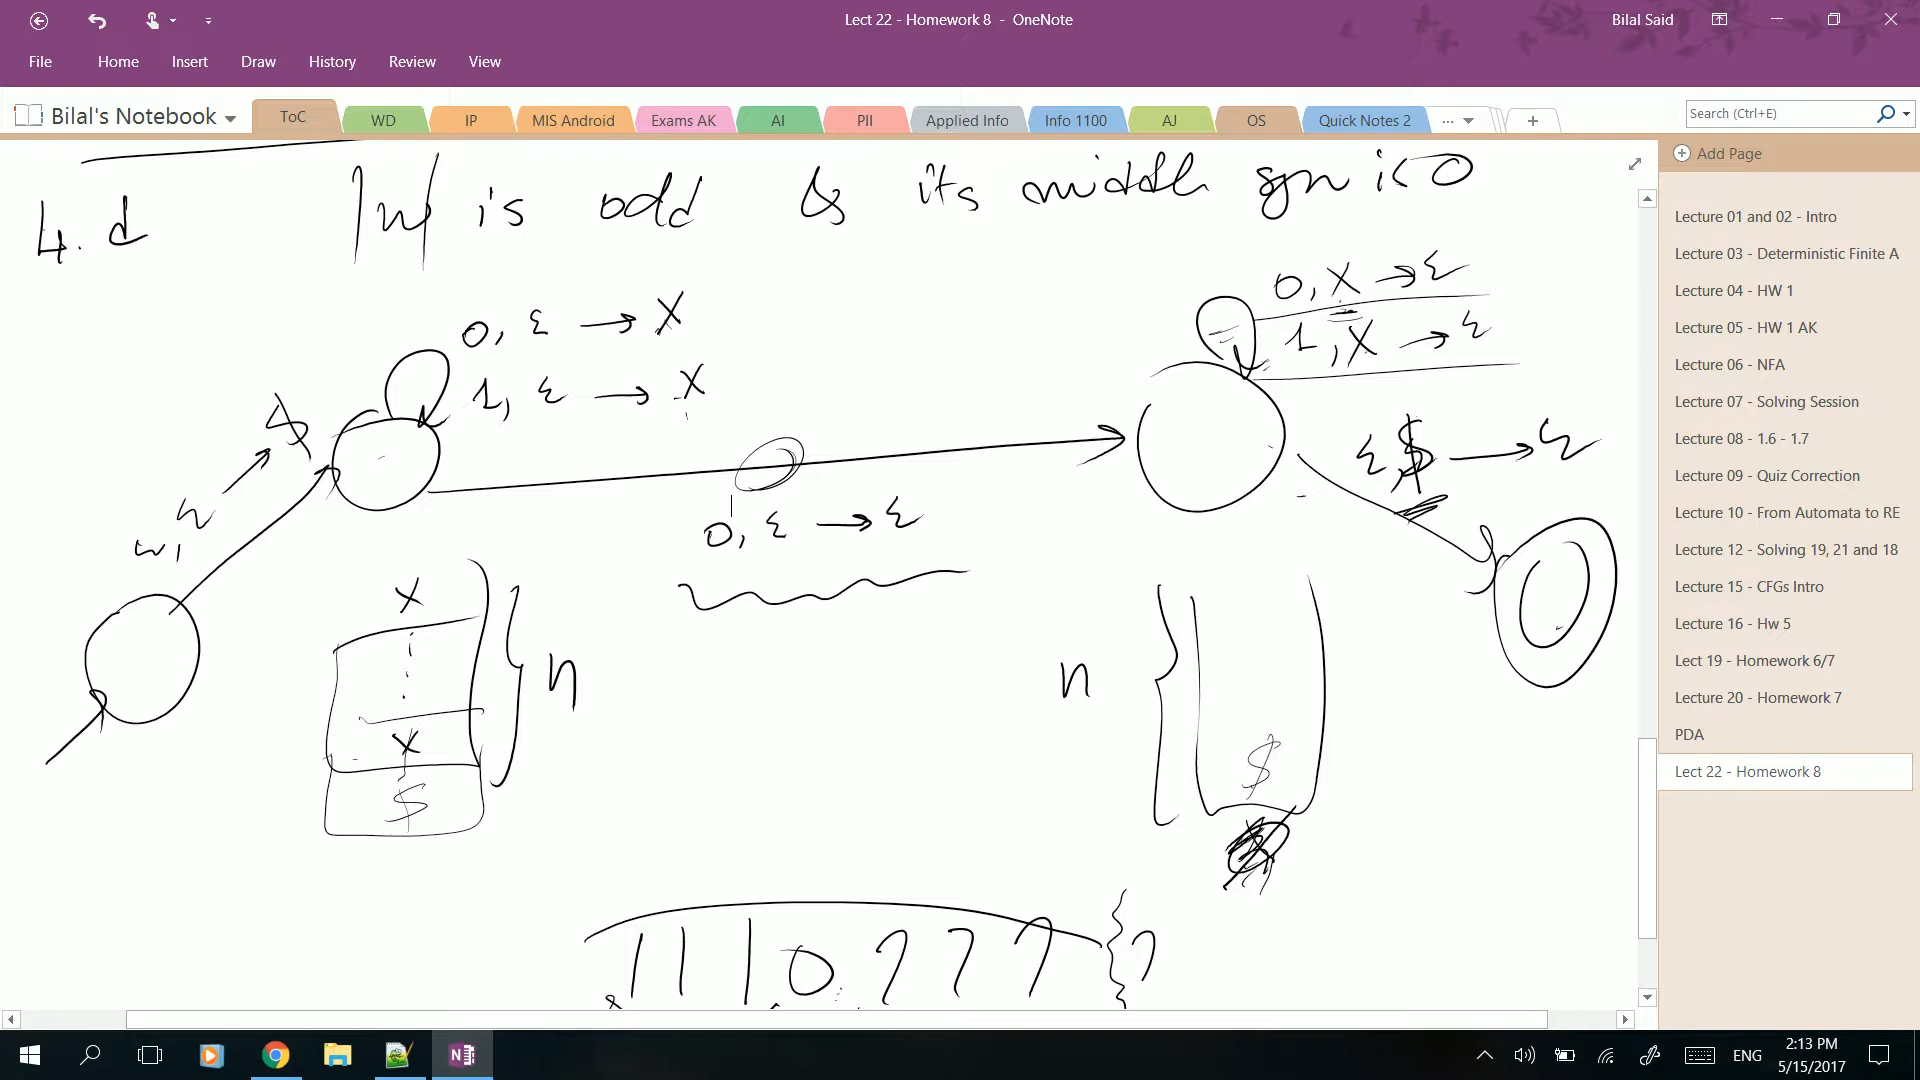 Lect 22 - Homework 8 - OneNote
Bilal Said
File Home Insert Draw History Review View
Bilal's Notebook
ToC WD IP MIS Android Exams AK AI PII Applied Info Info 1100 AJ OS Quick Notes 2 ...
Search (Ctrl+E)
Add Page
Lecture 01 and 02 - Intro
Lecture 03 - Deterministic Finite A
Lecture 04 - HW 1
Lecture 05 - HW 1 AK
Lecture 06 - NFA
Lecture 07 - Solving Session
Lecture 08 - 1.6 - 1.7
Lecture 09 - Quiz Correction
Lecture 10 - From Automata to RE
Lecture 12 - Solving 19, 21 and 18
Lecture 15 - CFGs Intro
Lecture 16 - Hw 5
Lect 19 - Homework 6/7
Lecture 20 - Homework 7
PDA
Lect 22 - Homework 8
4. d |w| is odd & its middle sym is 0
0, ε → X
1, ε → X
0, X → ε
1, X → ε
ε, ε → $
0, ε → ε
ε, $ → ε
X
X
$
n
n
$
1 1 1 0 ? ? ? ?
ENG
2:13 PM
5/15/2017